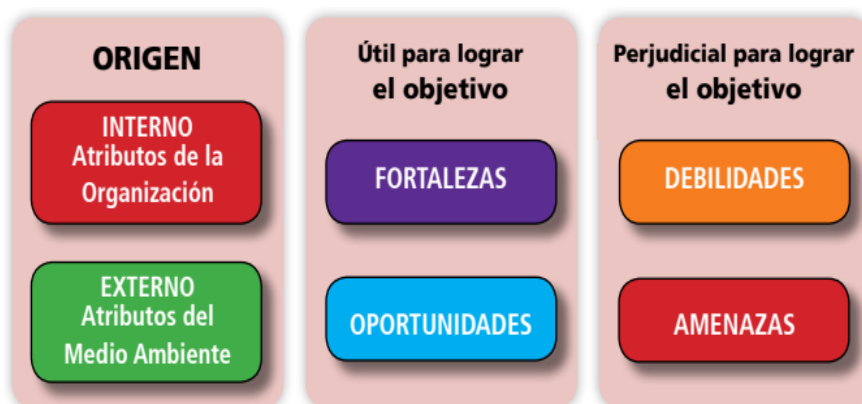 ORIGEN
INTERNO
Atributos de la
Organización
EXTERNO
Atributos del
Medio Ambiente
Útil para lograr
el objetivo
FORTALEZAS
OPORTUNIDADES
Perjudicial para lograr
el objetivo
DEBILIDADES
AMENAZAS